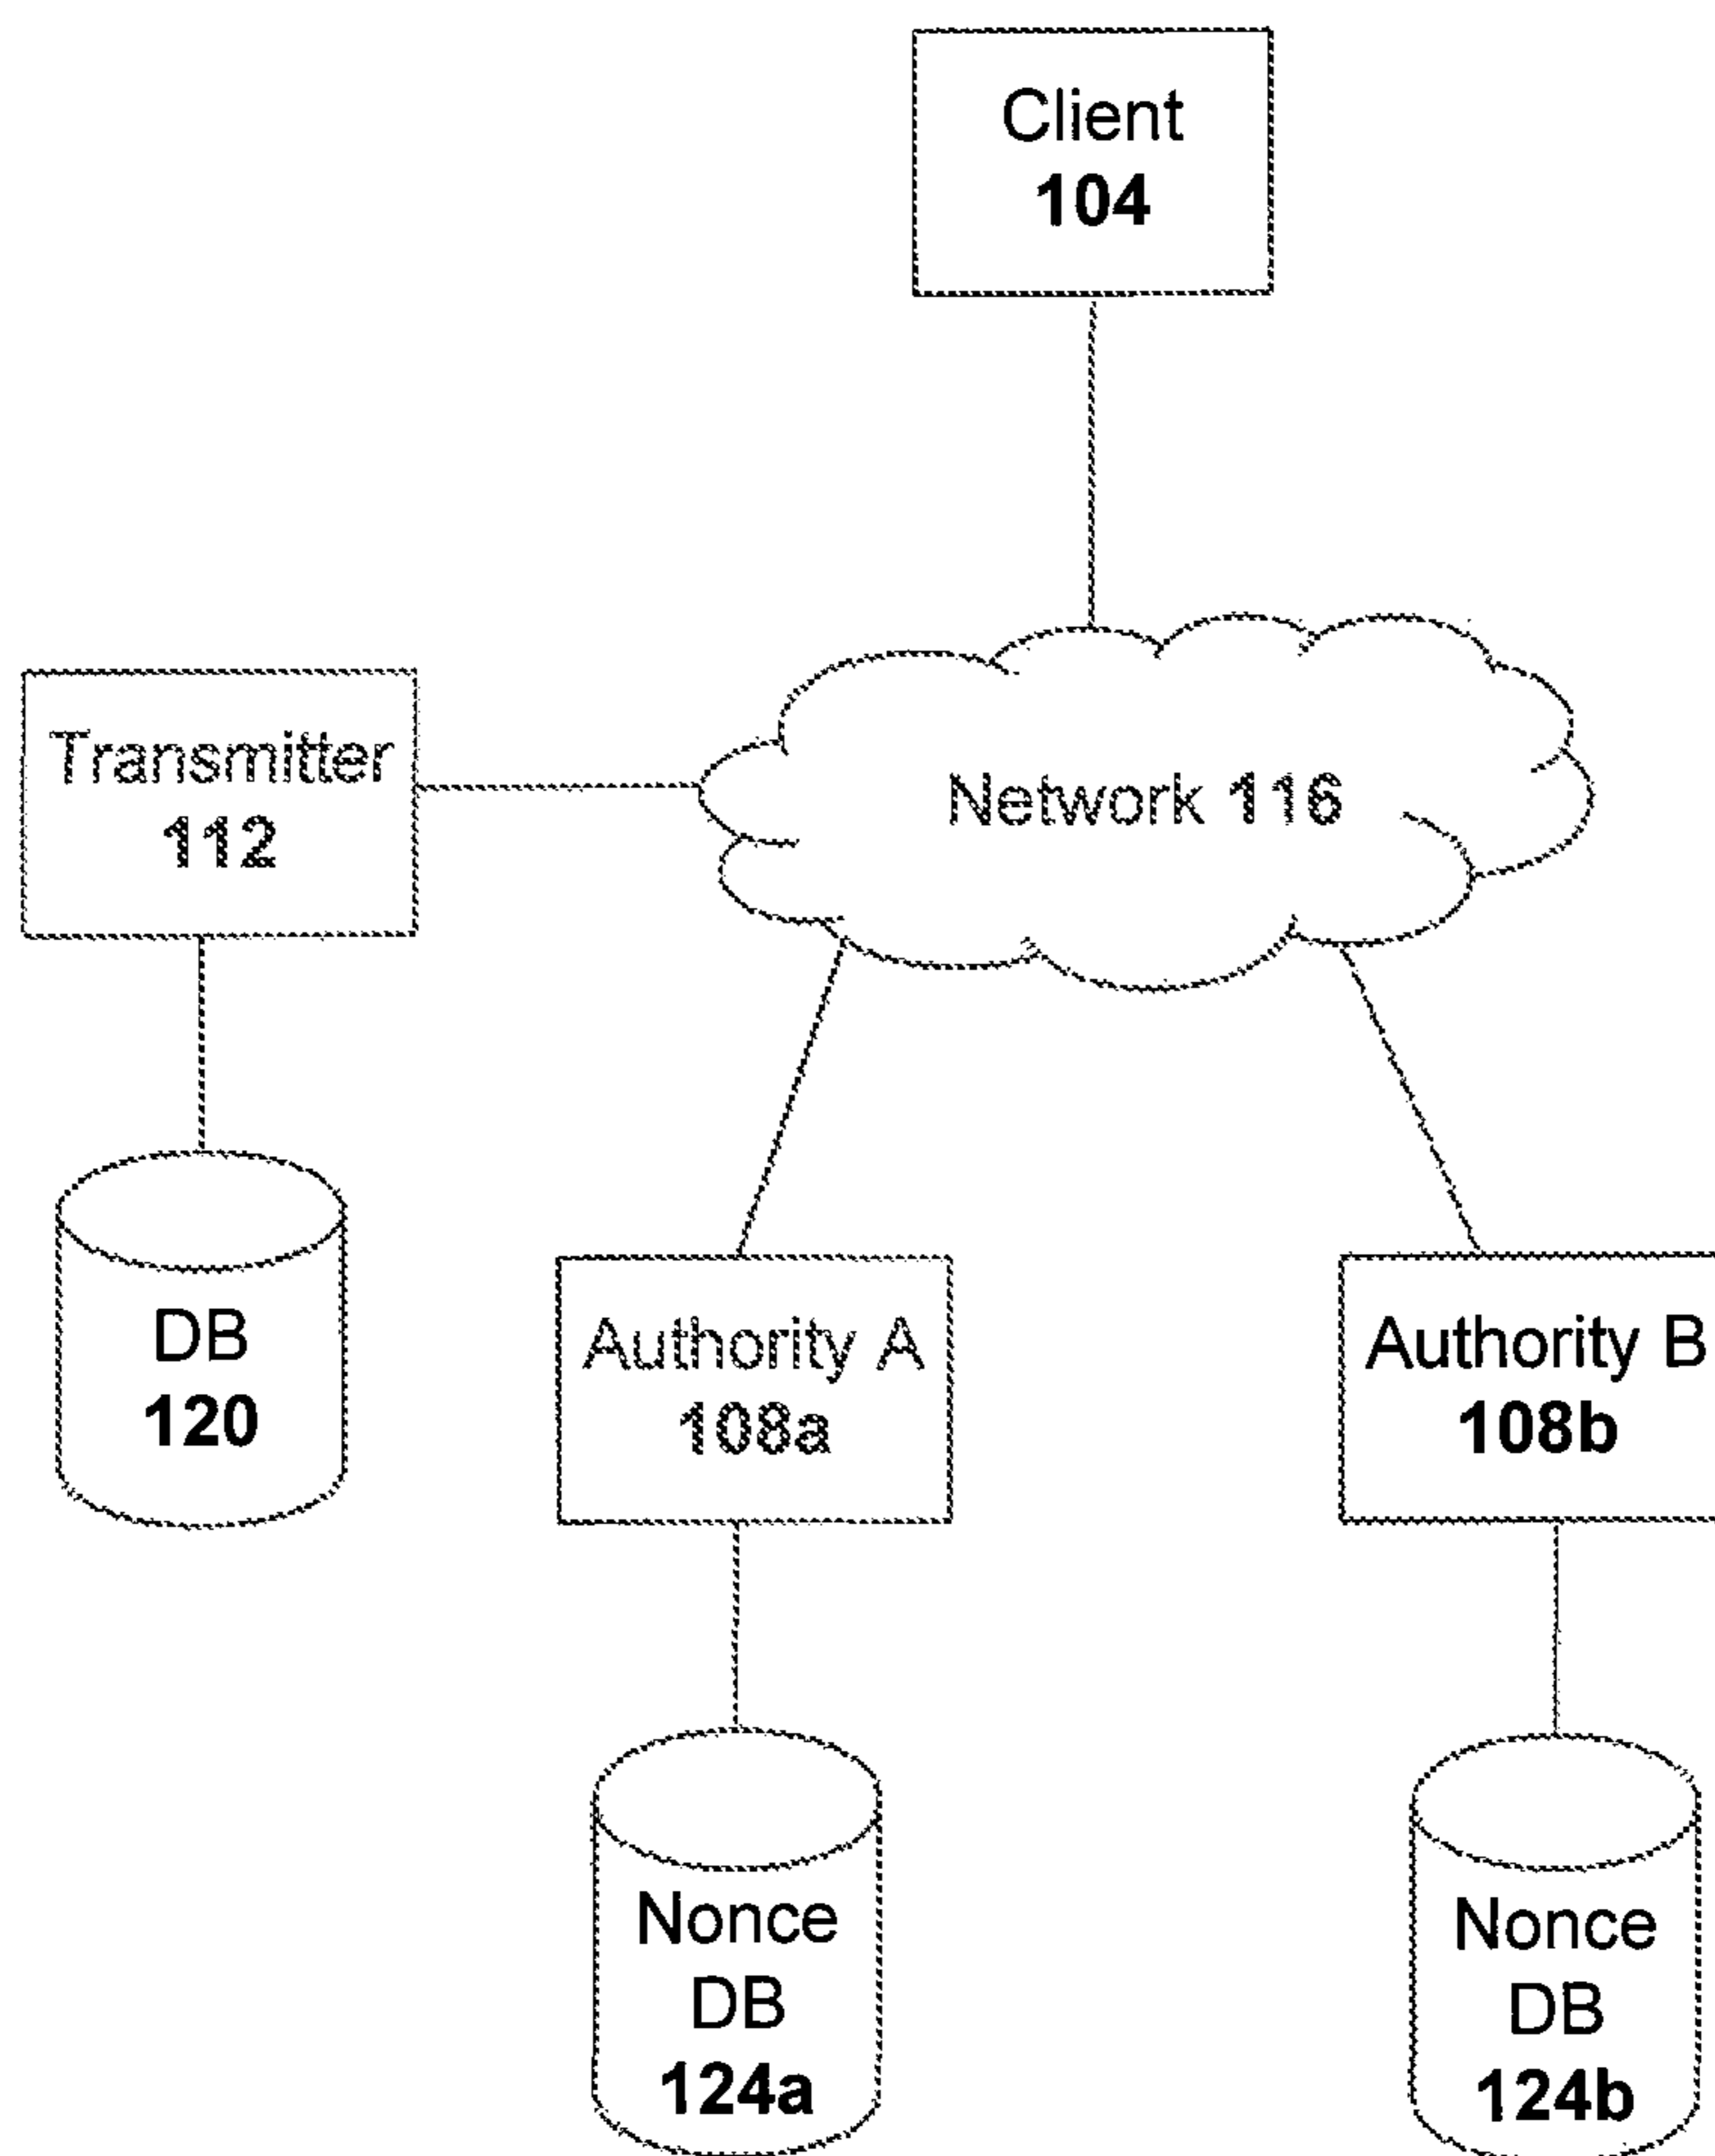 Client
104
Transmitter
112
Network 116
DB
120
Authority A
108a
Authority B
108b
Nonce
DB
124a
Nonce
DB
124b